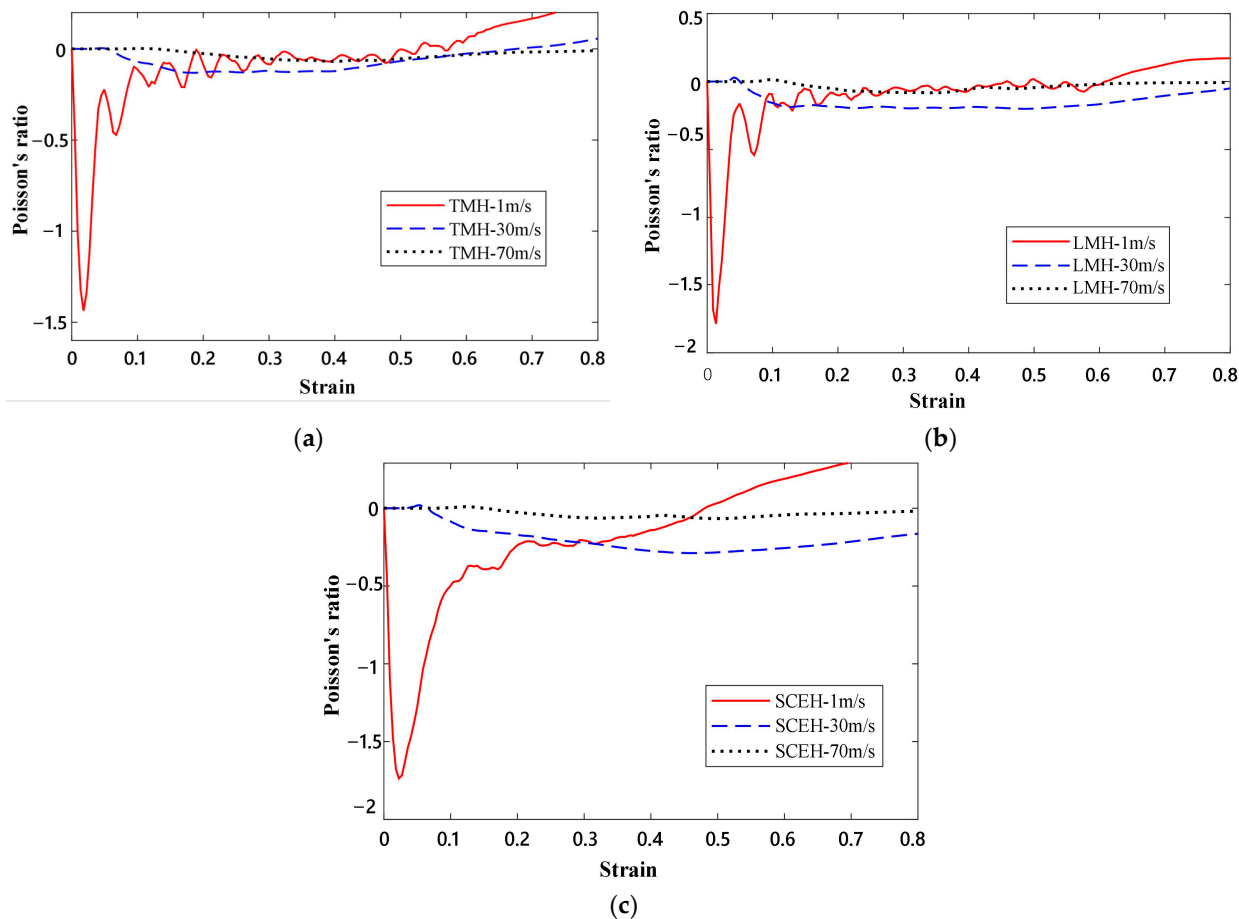 Poisson's ratio
0
−0.5
−1
−1.5
TMH-1m/s
TMH-30m/s
TMH-70m/s
0 0.1 0.2 0.3 0.4 0.5 0.6 0.7 0.8
Strain
(a)
Poisson's ratio
0.5
0
−0.5
−1
−1.5
−2
LMH-1m/s
LMH-30m/s
LMH-70m/s
0 0.1 0.2 0.3 0.4 0.5 0.6 0.7 0.8
Strain
(b)
Poisson's ratio
0
−0.5
−1
−1.5
−2
SCEH-1m/s
SCEH-30m/s
SCEH-70m/s
0 0.1 0.2 0.3 0.4 0.5 0.6 0.7 0.8
Strain
(c)